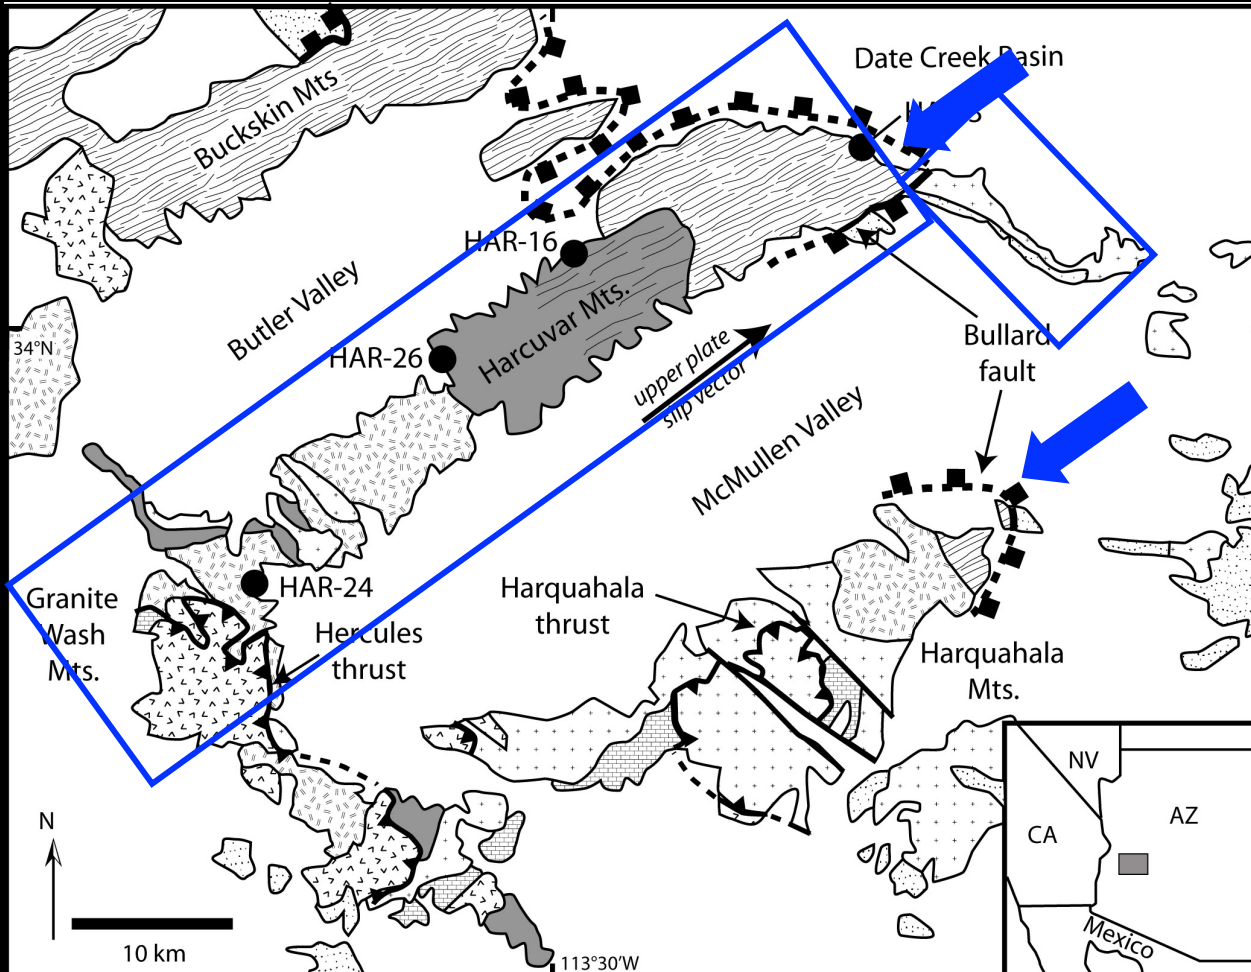 Date Creek Basin
Buckskin Mts
HAR-16
Butler Valley
34°N
HAR-26
Harcuvar Mts.
upper plate
slip vector
Bullard
fault
McMullen Valley
Granite
Wash
Mts.
HAR-24
Hercules
thrust
Harquahala
thrust
Harquahala
Mts.
NV
CA
AZ
Mexico
N
10 km
113°30'W